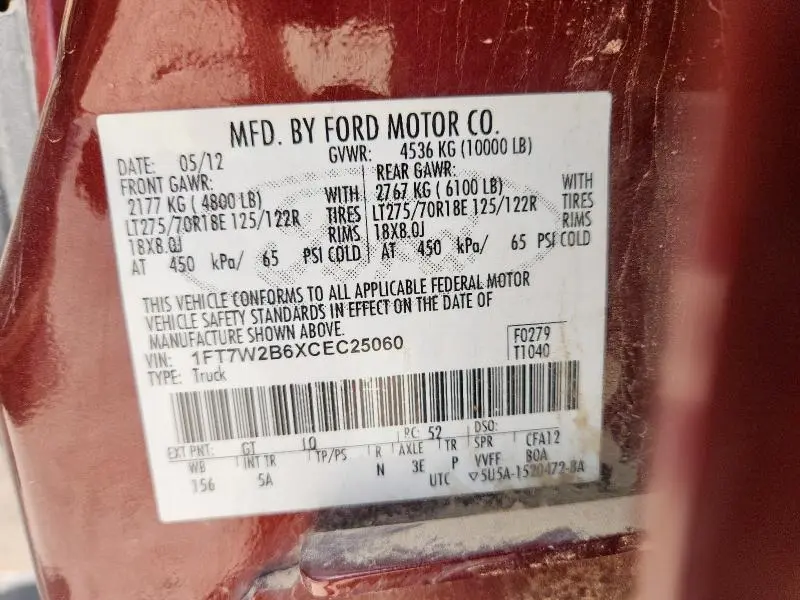 MFD. BY FORD MOTOR CO.
DATE: 05/12 GVWR: 4536 KG (10000 LB)
FRONT GAWR: REAR GAWR:
2177 KG ( 4800 LB) WITH 2767 KG ( 6100 LB) WITH
LT275/70R18E 125/122R TIRES LT275/70R18E 125/122R TIRES
18X8.0J RIMS 18X8.0J RIMS
AT 450 kPa/ 65 PSI COLD AT 450 kPa/ 65 PSI COLD
THIS VEHICLE CONFORMS TO ALL APPLICABLE FEDERAL MOTOR
VEHICLE SAFETY STANDARDS IN EFFECT ON THE DATE OF
MANUFACTURE SHOWN ABOVE.
VIN: 1FT7W2B6XCEC25060 F0279
TYPE: Truck T1040
EXT PNT: GT RC: 52 DSO:
WB INT TR TP/PS R AXLE TR SPR CFA12
156 5A N 3E P VVFF BOA
UTC ▽5U5A-1520472-BA